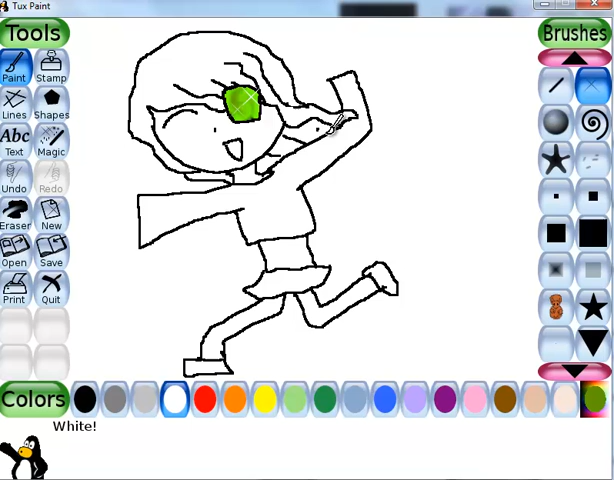 Tux Paint
Tools
Brushes
Paint
Stamp
Lines
Shapes
Abc
Text
Magic
Undo
Redo
Eraser
New
Open
Save
Print
Quit
Colors
White!